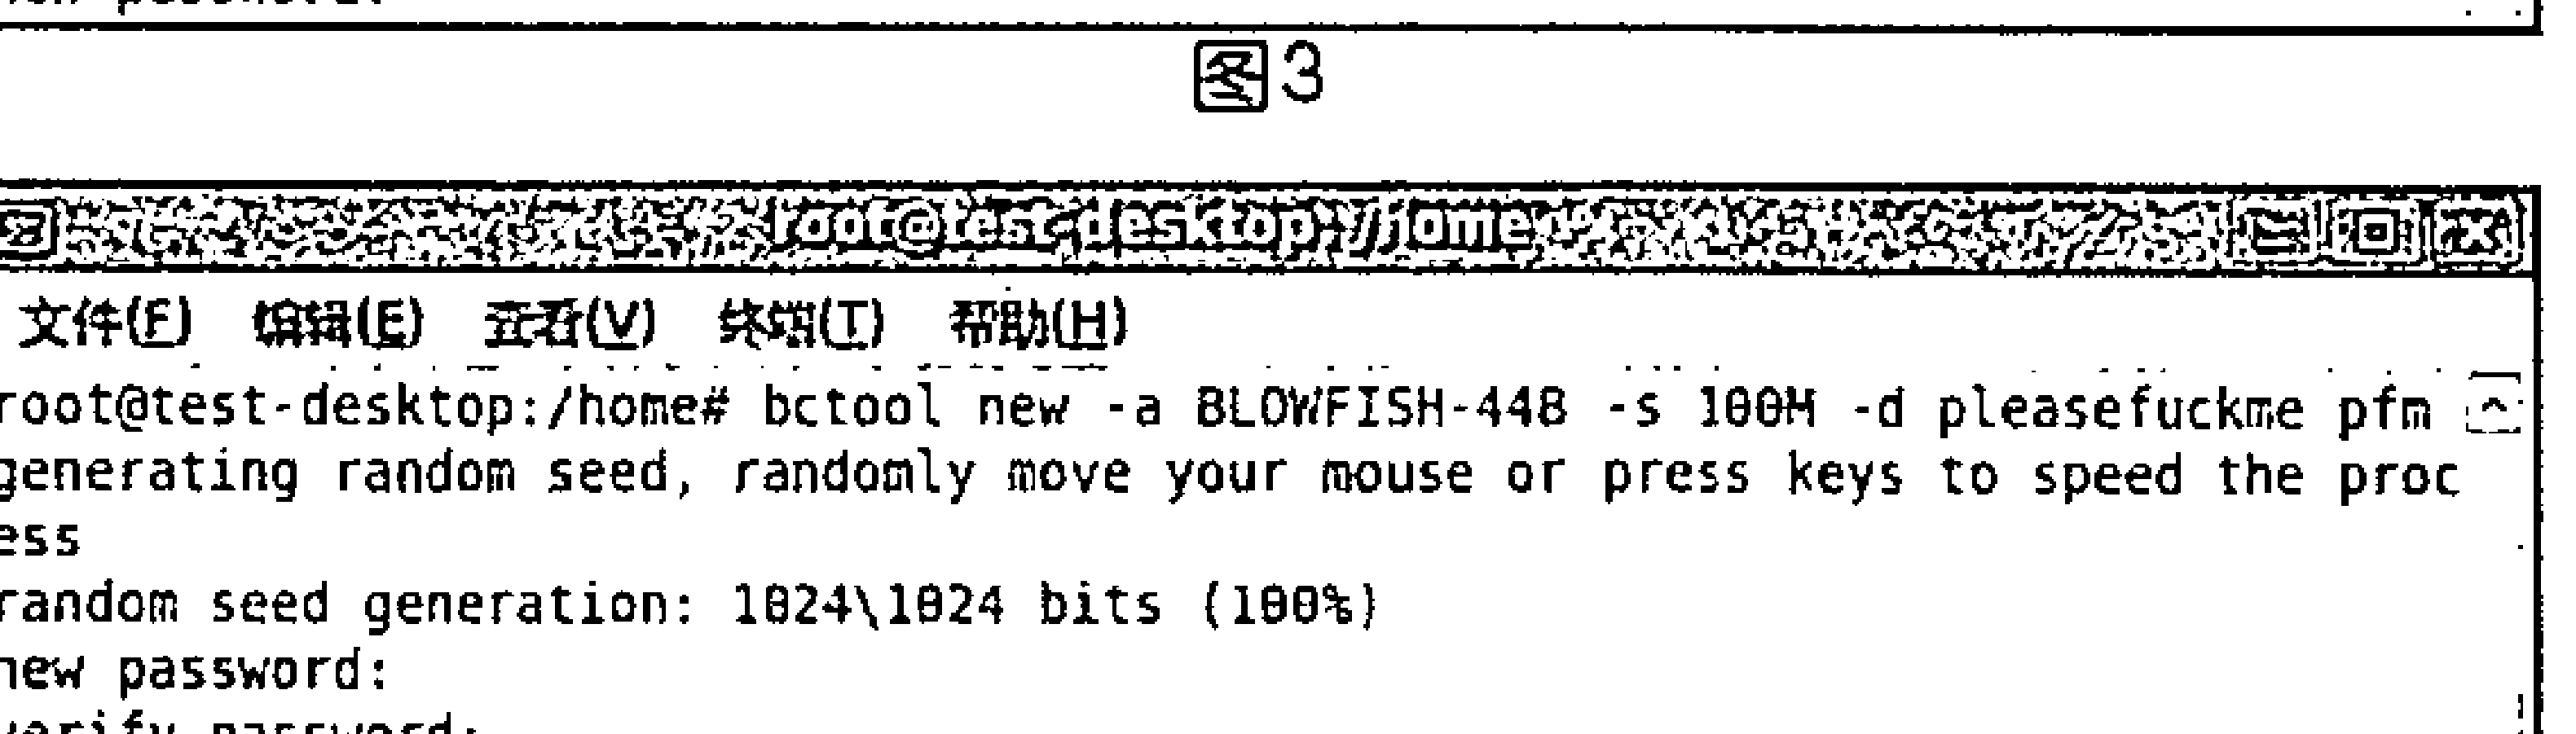 图3
root@test-desktop:/home
文件(F) 编辑(E) 查看(V) 终端(T) 帮助(H)
root@test-desktop:/home# bctool new -a BLOWFISH-448 -s 100M -d pleasefuckme pfm
generating random seed, randomly move your mouse or press keys to speed the proc
ess
random seed generation: 1024\1024 bits (100%)
new password:
verify password: